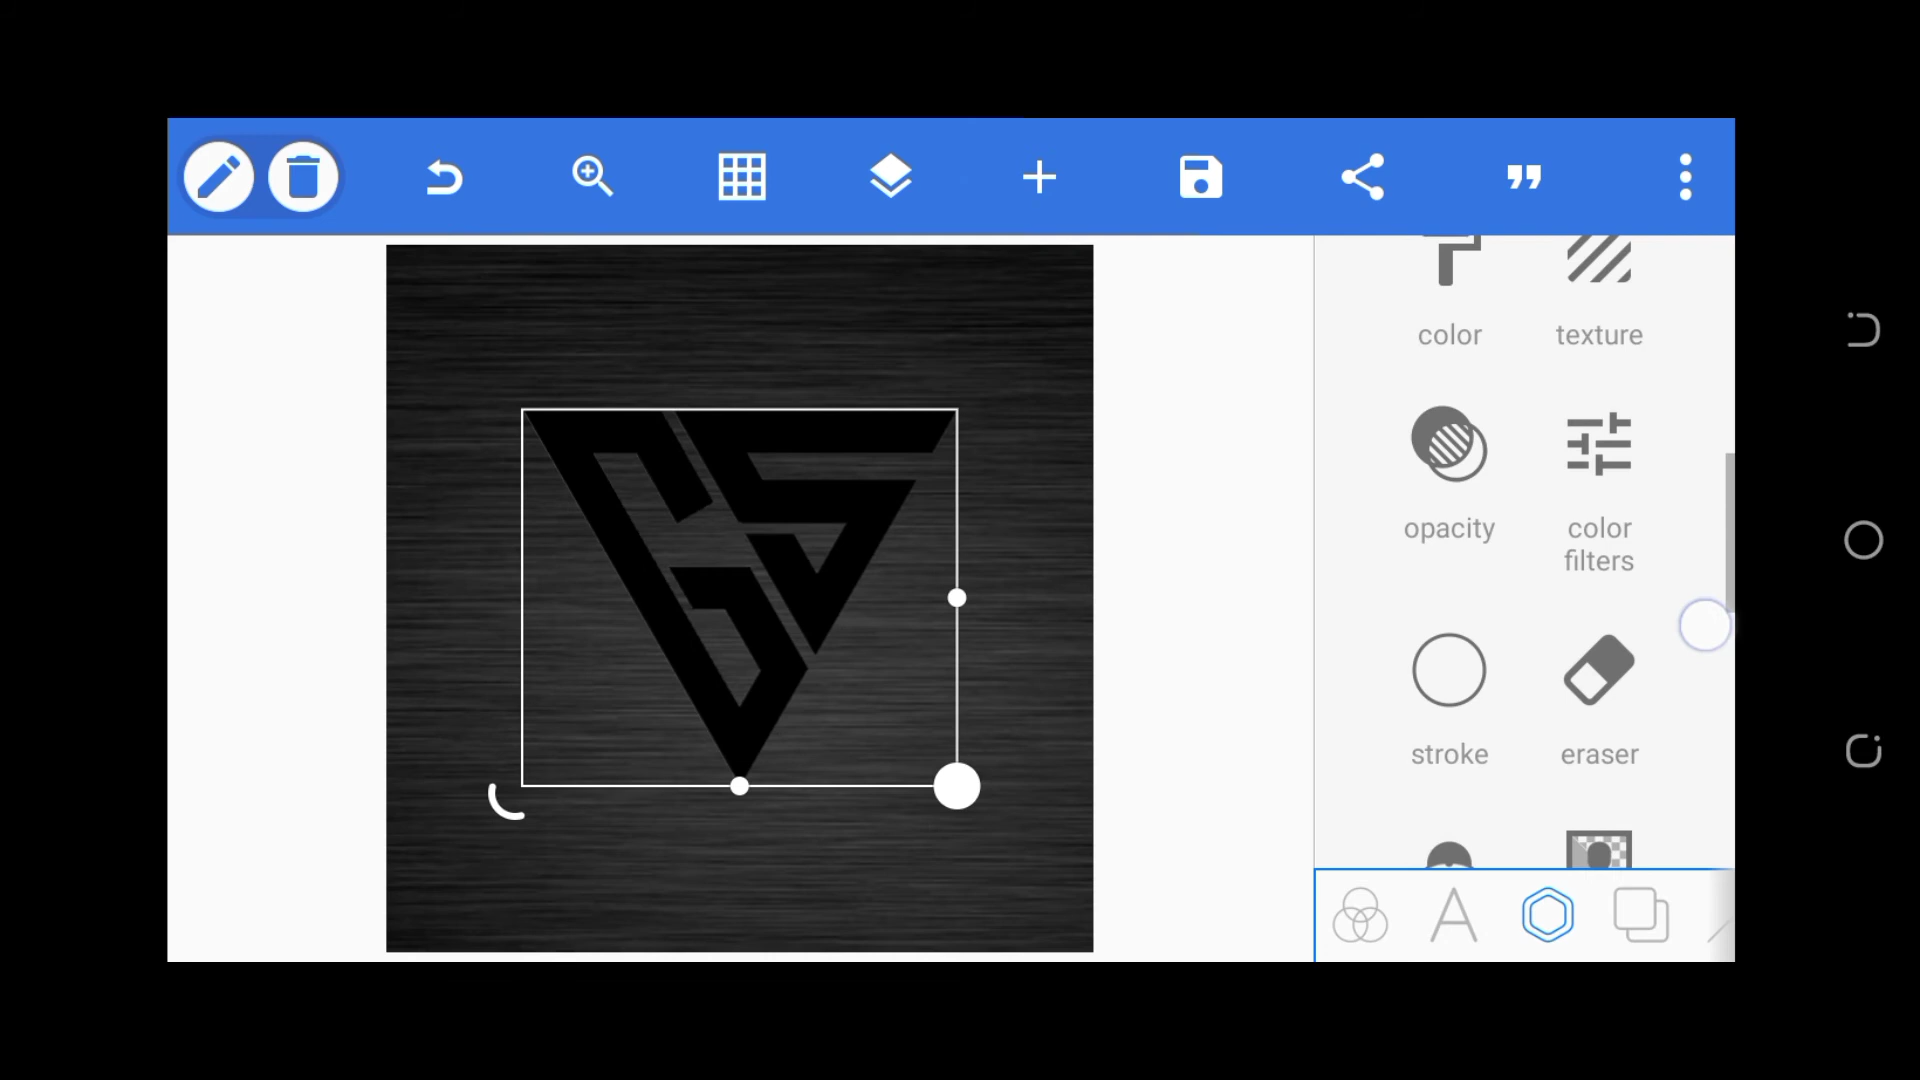 color
texture
opacity
color
filters
stroke
eraser